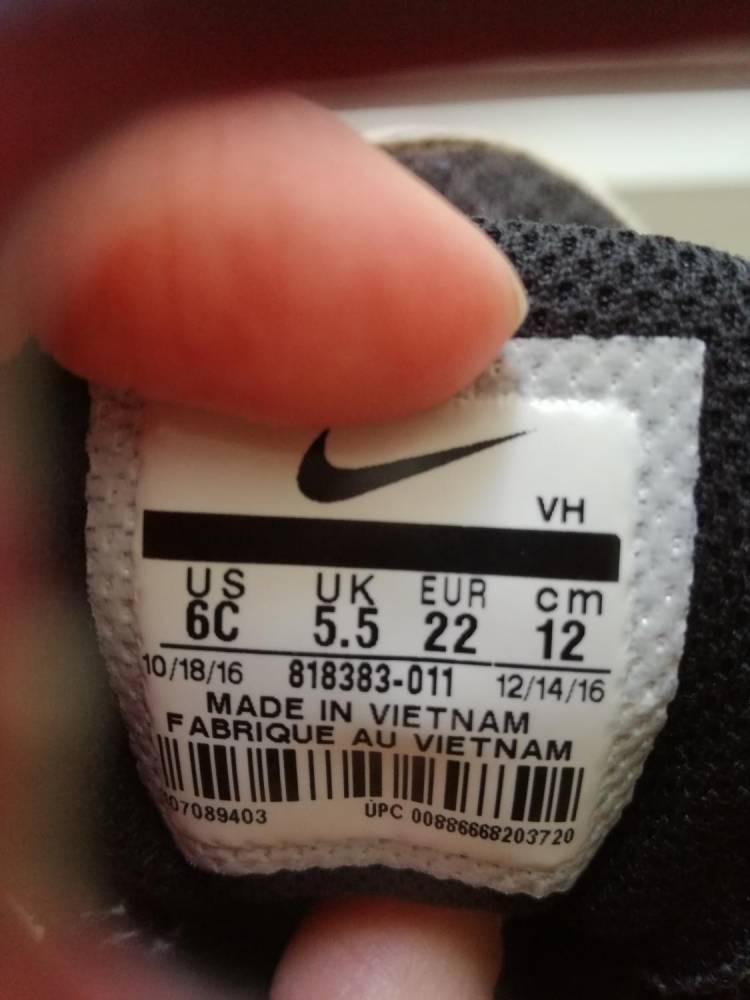 VH
US UK EUR cm
6C 5.5 22 12
10/18/16 818383-011 12/14/16
MADE IN VIETNAM
FABRIQUE AU VIETNAM
UPC 00886668203720